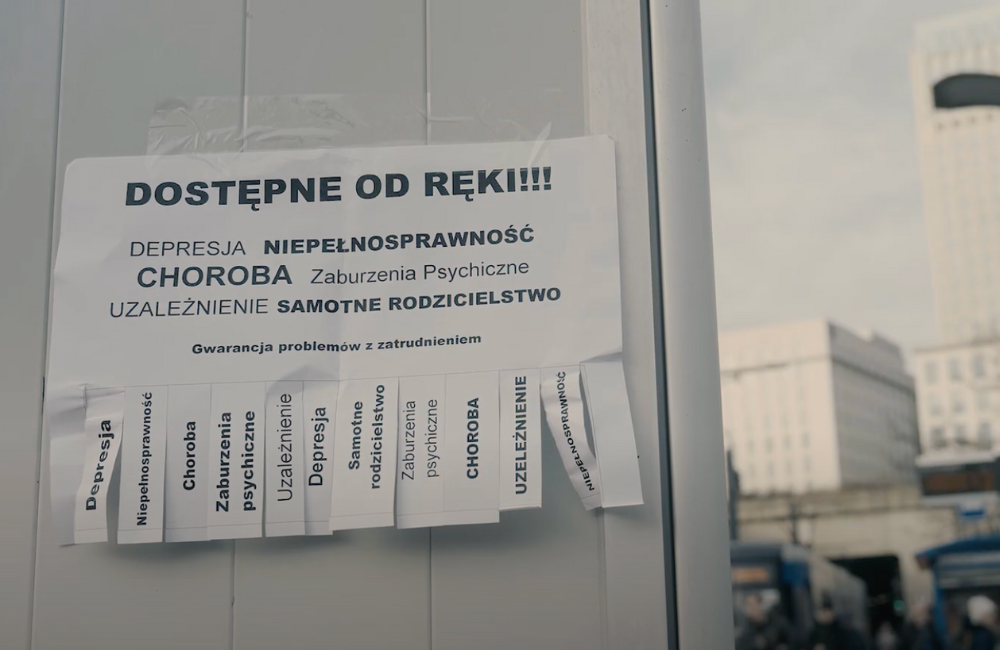 DOSTĘPNE OD RĘKI!!!
DEPRESJA NIEPEŁNOSPRAWNOŚĆ
CHOROBA Zaburzenia Psychiczne
UZALEŻNIENIE SAMOTNE RODZICIELSTWO
Gwarancja problemów z zatrudnieniem
Depresja
Niepełnosprawność
Choroba
Zaburzenia
psychiczne
Uzależnienie
Depresja
Samotne
rodzicielstwo
Zaburzenia
psychiczne
CHOROBA
UZELEŻNIENIE
NIEPEŁNOSPRAWNOŚĆ